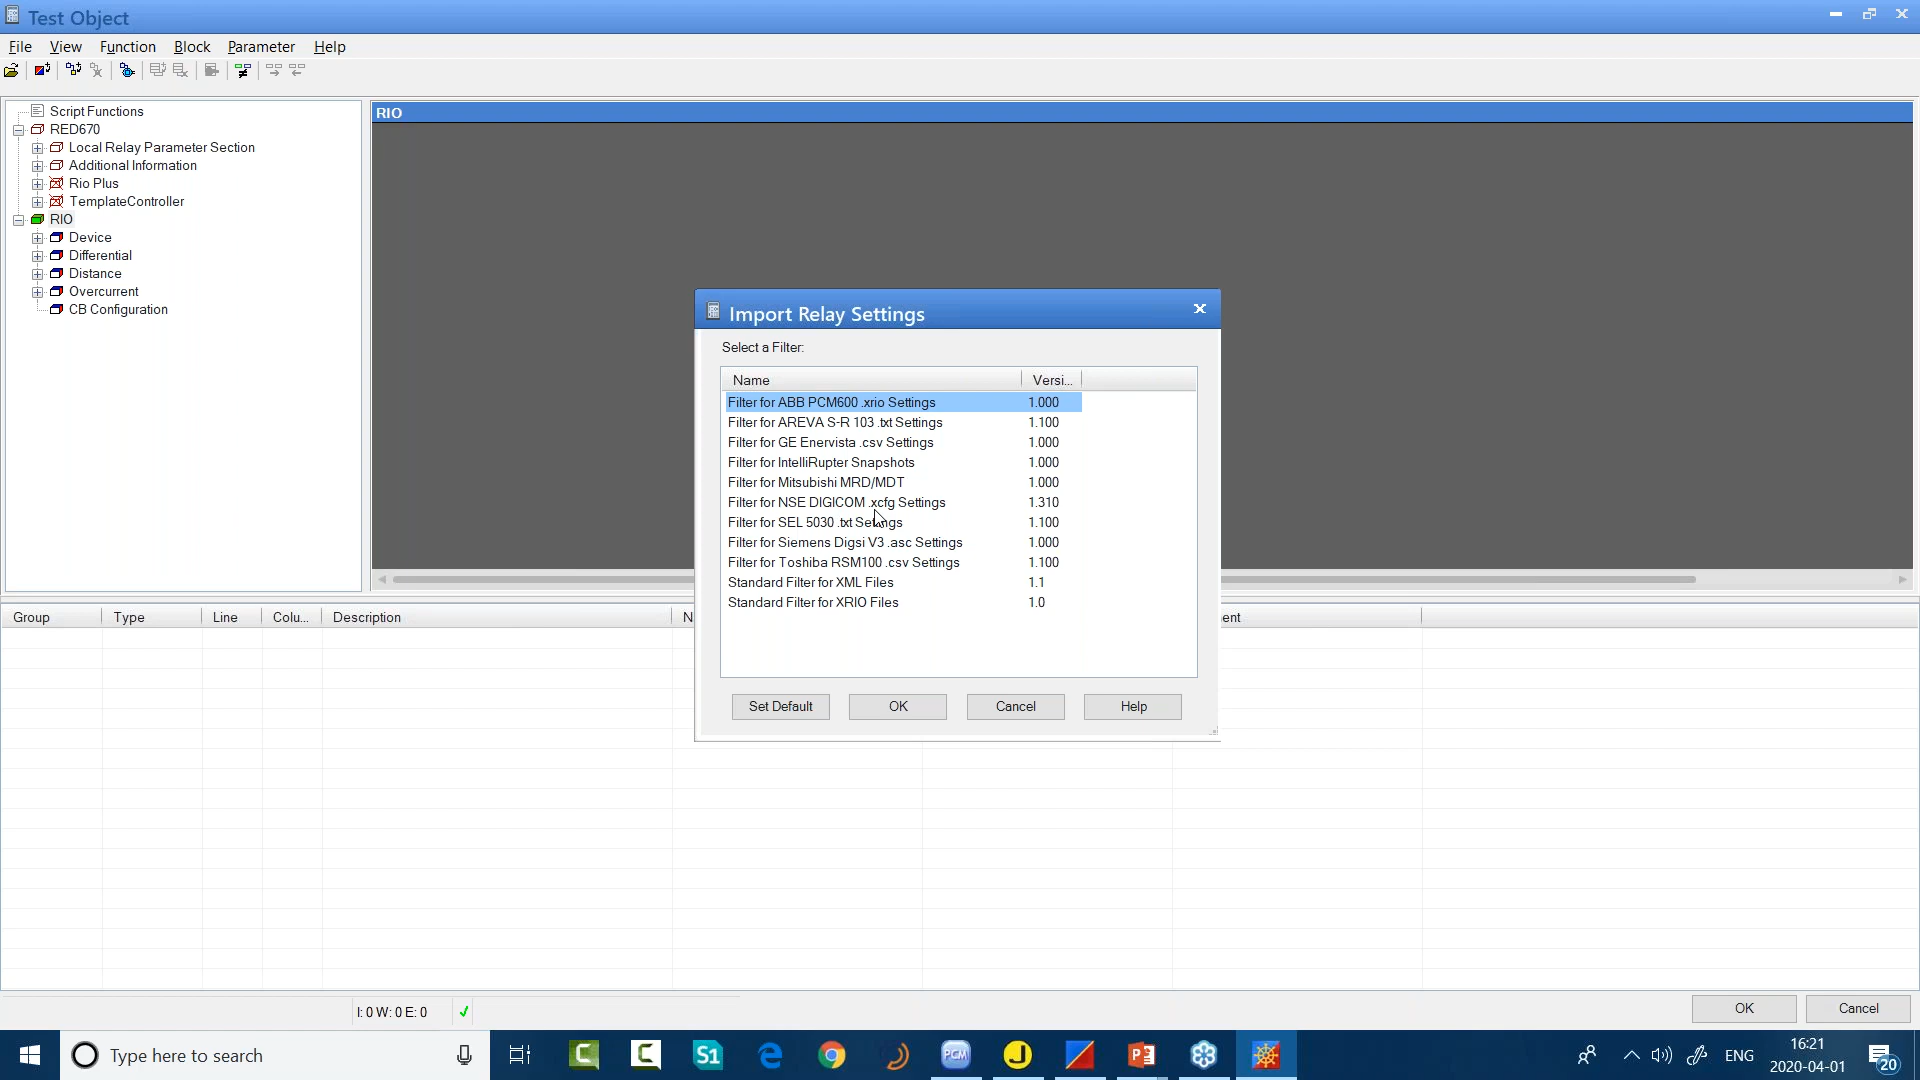 Test Object
File View Function Block Parameter Help
Script Functions
RED670
Local Relay Parameter Section
Additional Information
Rio Plus
TemplateController
RIO
Device
Differential
Distance
Overcurrent
CB Configuration
RIO
Import Relay Settings
Select a Filter:
Name Versi...
Filter for ABB PCM600 .xrio Settings 1.000
Filter for AREVA S-R 103 .txt Settings 1.100
Filter for GE Enervista .csv Settings 1.000
Filter for IntelliRupter Snapshots 1.000
Filter for Mitsubishi MRD/MDT 1.000
Filter for NSE DIGICOM .xcfg Settings 1.310
Filter for SEL 5030 .txt Settings 1.100
Filter for Siemens Digsi V3 .asc Settings 1.000
Filter for Toshiba RSM100 .csv Settings 1.100
Standard Filter for XML Files 1.1
Standard Filter for XRIO Files 1.0
Set Default OK Cancel Help
Group Type Line Colu... Description N ent
I: 0 W: 0 E: 0
OK Cancel
Type here to search
S1
PCM
J
P
ENG
16:21
2020-04-01
20